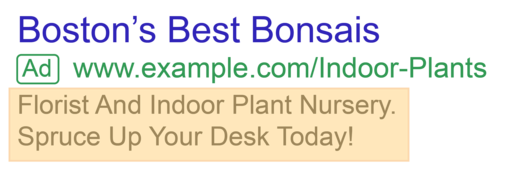 Boston's Best Bonsais
Ad www.example.com/Indoor-Plants
Florist And Indoor Plant Nursery.
Spruce Up Your Desk Today!